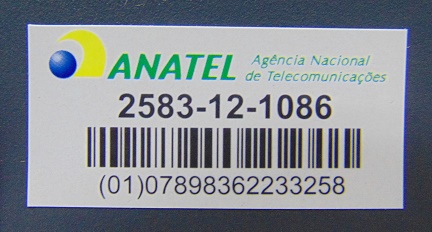 ANATEL
Agência Nacional
de Telecomunicações
2583-12-1086
(01)07898362233258